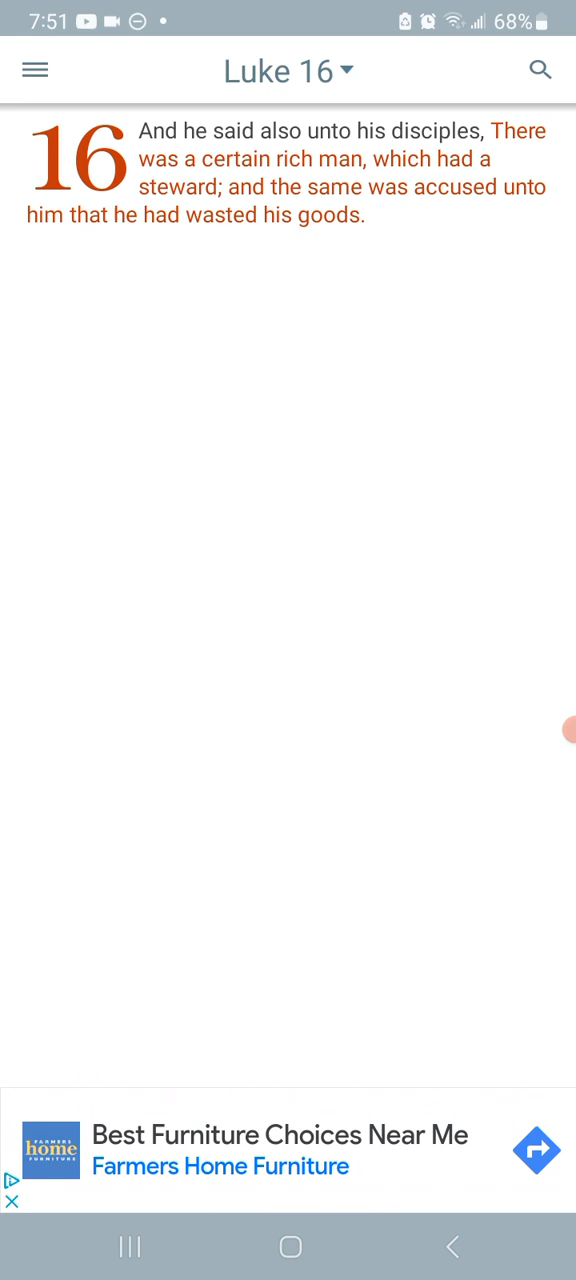 7:51
68%
Luke 16
16 And he said also unto his disciples, There
was a certain rich man, which had a
steward; and the same was accused unto
him that he had wasted his goods.
FARMERS
home
FURNITURE
Best Furniture Choices Near Me
Farmers Home Furniture